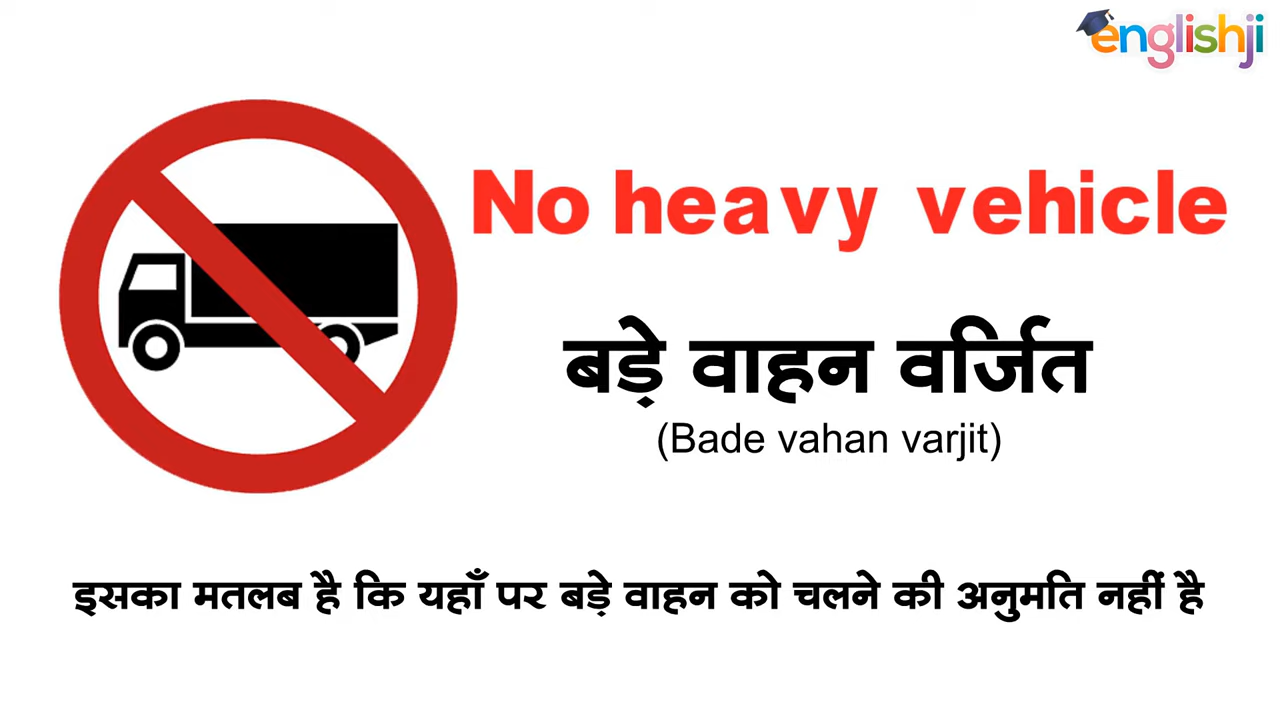 englishji
No heavy vehicle
बड़े वाहन वर्जित
(Bade vahan varjit)
इसका मतलब है कि यहाँ पर बड़े वाहन को चलने की अनुमति नहीं है